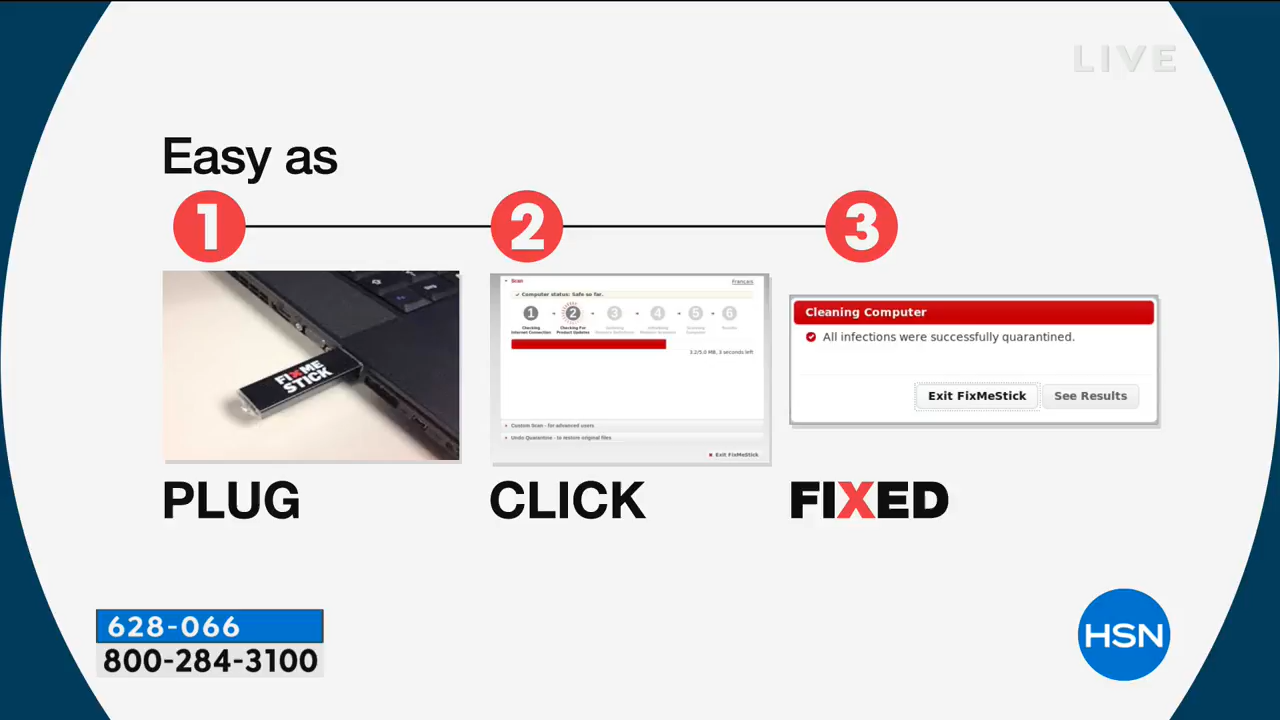 LIVE
Easy as
1
2
3
FIXME
STICK
Scan
Français
Computer status: Safe so far.
1
2
3
4
5
6
Checking
Internet Connection
Checking For
Product Updates
Results
3.2/5.0 MB, 3 seconds left
Custom Scan - for advanced users
Undo Quarantine - to restore original files
Exit FixMeStick
Cleaning Computer
All infections were successfully quarantined.
Exit FixMeStick
See Results
PLUG
CLICK
FIXED
628-066
800-284-3100
HSN